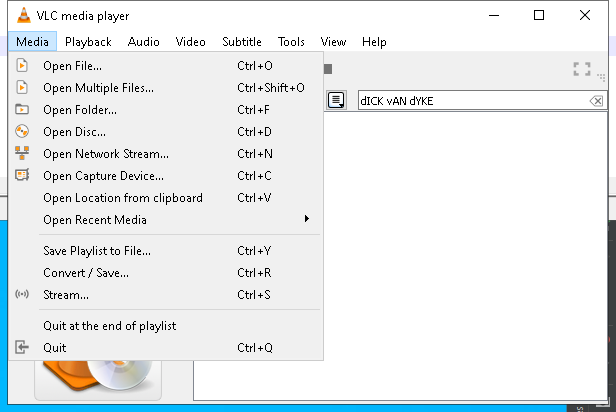 VLC media player
Media Playback Audio Video Subtitle Tools View Help
Open File... Ctrl+O
Open Multiple Files... Ctrl+Shift+O
Open Folder... Ctrl+F
Open Disc... Ctrl+D
Open Network Stream... Ctrl+N
Open Capture Device... Ctrl+C
Open Location from clipboard Ctrl+V
Open Recent Media
Save Playlist to File... Ctrl+Y
Convert / Save... Ctrl+R
Stream... Ctrl+S
Quit at the end of playlist
Quit Ctrl+Q
dICK vAN dYKE